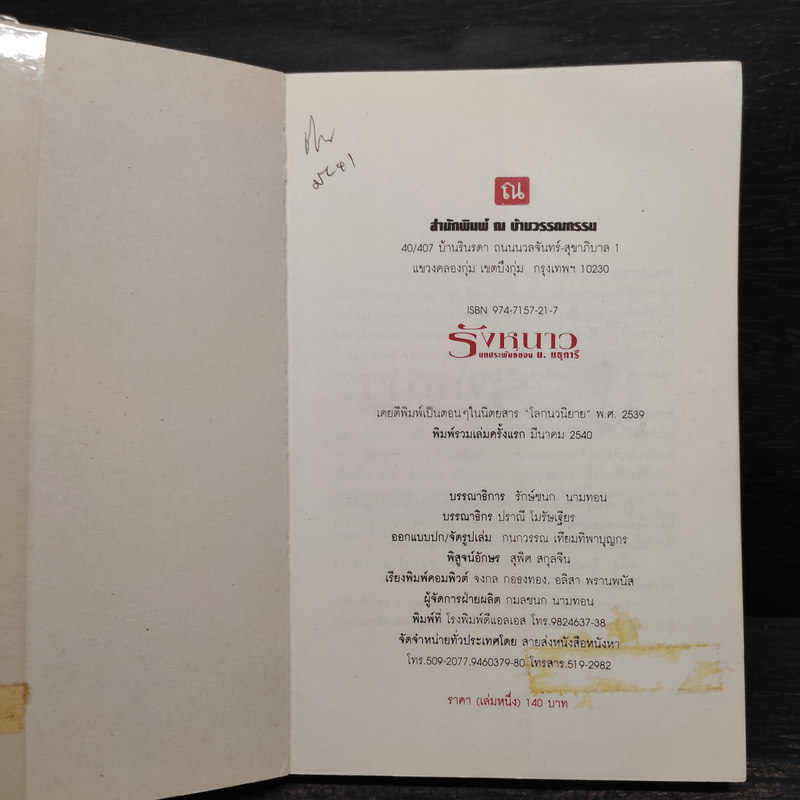 ณ
สำนักพิมพ์ ณ บ้านวรรณกรรม
40/407 บ้านรินรดา ถนนนวลจันทร์-สุขาภิบาล 1
แขวงคลองกุ่ม เขตบึงกุ่ม กรุงเทพฯ 10230
ISBN 974-7157-21-7
รังหนาว
บทประพันธ์ของ ม. มธุการี
เคยตีพิมพ์เป็นตอนๆในนิตยสาร "โลกนวนิยาย" พ.ศ. 2539
พิมพ์รวมเล่มครั้งแรก มีนาคม 2540
บรรณาธิการ รักษ์ชนก นามทอน
บรรณาธิกร ปราณี โมรัษเฐียร
ออกแบบปก/จัดรูปเล่ม กนกวรรณ เทียมทิพาบุญกร
พิสูจน์อักษร สุพิศ สกุลจีน
เรียงพิมพ์คอมพิวต์ จงกล กอธงทอง, อลิสา พรานพนัส
ผู้จัดการฝ่ายผลิต กมลชนก นามทอน
พิมพ์ที่ โรงพิมพ์ดีแอลเอส โทร.9824637-38
จัดจำหน่ายทั่วประเทศโดย สายส่งหนังสือหนังหา
โทร.509-2077,9460379-80 โทรสาร.519-2982
ราคา (เล่มหนึ่ง) 140 บาท